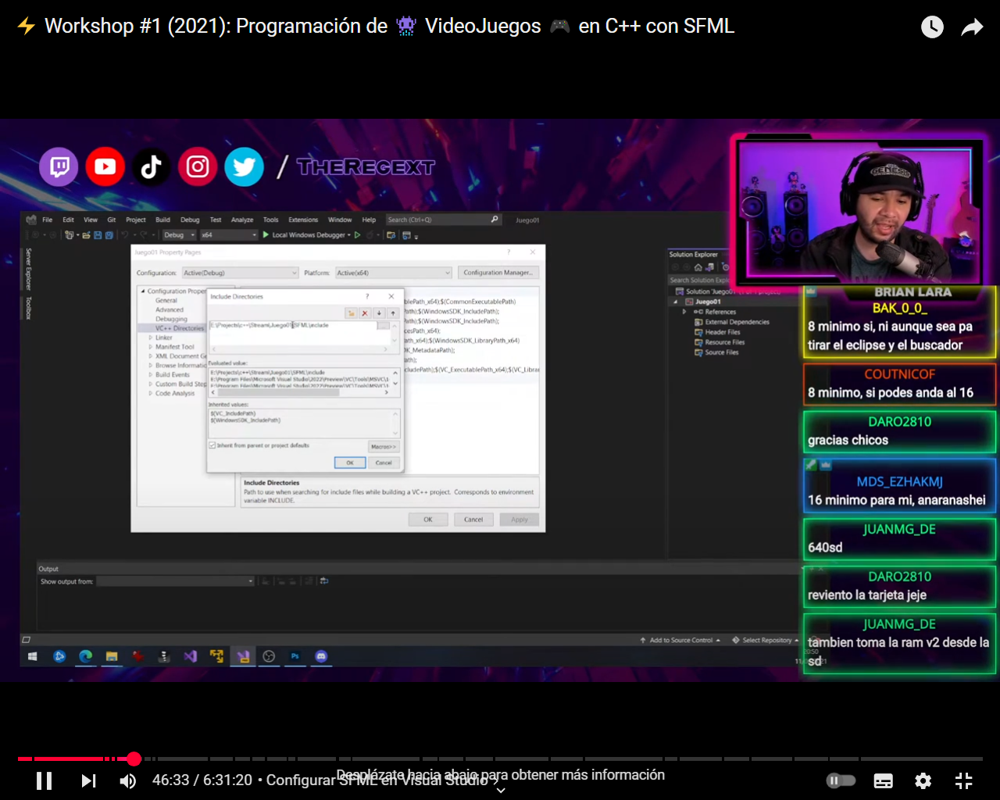 ⚡ Workshop #1 (2021): Programación de 👾 VideoJuegos 🎮 en C++ con SFML
/ THEREGEXT
File Edit View Git Project Build Debug Test Analyze Tools Extensions Window Help Search (Ctrl+Q) Juego01
Debug x64 Local Windows Debugger
Server Explorer
Toolbox
Juego01 Property Pages
Configuration: Active(Debug) Platform: Active(x64) Configuration Manager...
Configuration Proper
General
Advanced
Debugging
VC++ Directories
Linker
Manifest Tool
XML Document Ge
Browse Informatio
Build Events
Custom Build Step
Code Analysis
Include Directories
E:\Projects\c++\Stream\Juego01\SFML\include
Evaluated value:
E:\Projects\c++\Stream\Juego01\SFML\include
E:\Program Files\Microsoft Visual Studio\2022\Preview\VC\Tools\MSVC\1
Inherited values:
$(VC_IncludePath)
$(WindowsSDK_IncludePath)
Inherit from parent or project defaults
Macros>>
OK Cancel
blePath_x64);$(CommonExecutablePath)
Path);$(WindowsSDK_IncludePath);
Path);$(WindowsSDK_IncludePath);
cesPath_x64);
Path_x64);$(WindowsSDK_LibraryPath_x64)
DK_MetadataPath);
Path);
cludePath);$(VC_ExecutablePath_x64);$(VC_Librar
Include Directories
Path to use when searching for include files while building a VC++ project. Corresponds to environment
variable INCLUDE.
OK Cancel Apply
Solution Explorer
Search Solution Explo
Solution 'Juego01'
Juego01
References
External Dependencies
Header Files
Resource Files
Source Files
Output
Show output from:
Add to Source Control Select Repository
20:50
GENESIS
BRIAN LARA
BAK_0_0_
8 minimo si, ni aunque sea pa
tirar el eclipse y el buscador
COUTNICOF
8 minimo, si podes anda al 16
DARO2810
gracias chicos
MDS_EZHAKMJ
16 minimo para mi, anaranashei
JUANMG_DE
640sd
DARO2810
reviento la tarjeta jeje
JUANMG_DE
tambien toma la ram v2 desde la
sd
46:33 / 6:31:20 • Configurar SFML en Visual Studio
Desplázate hacia abajo para obtener más información